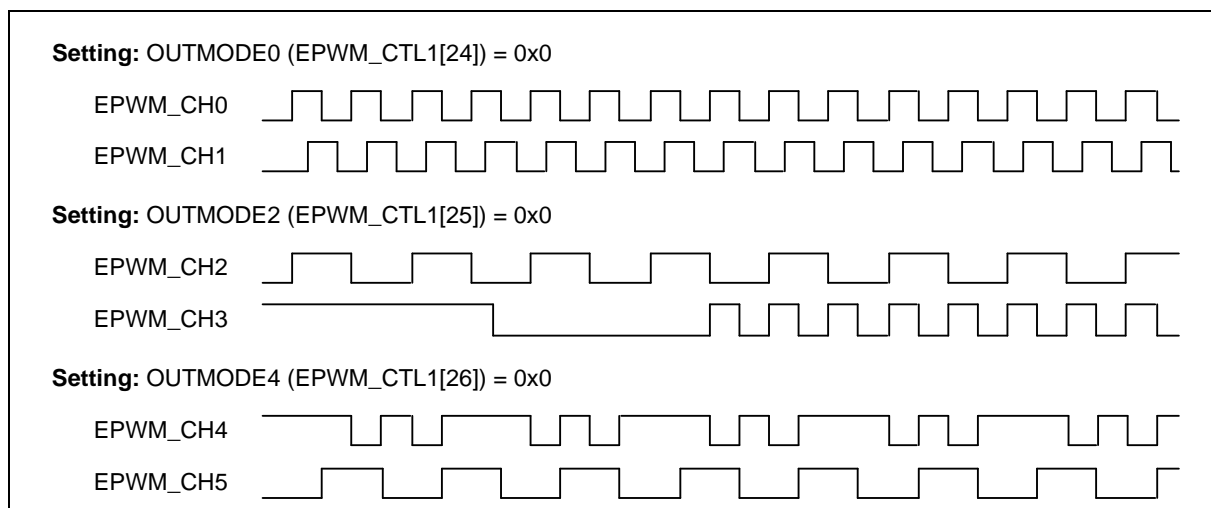 Setting: OUTMODE0 (EPWM_CTL1[24]) = 0x0
EPWM_CH0
EPWM_CH1
Setting: OUTMODE2 (EPWM_CTL1[25]) = 0x0
EPWM_CH2
EPWM_CH3
Setting: OUTMODE4 (EPWM_CTL1[26]) = 0x0
EPWM_CH4
EPWM_CH5